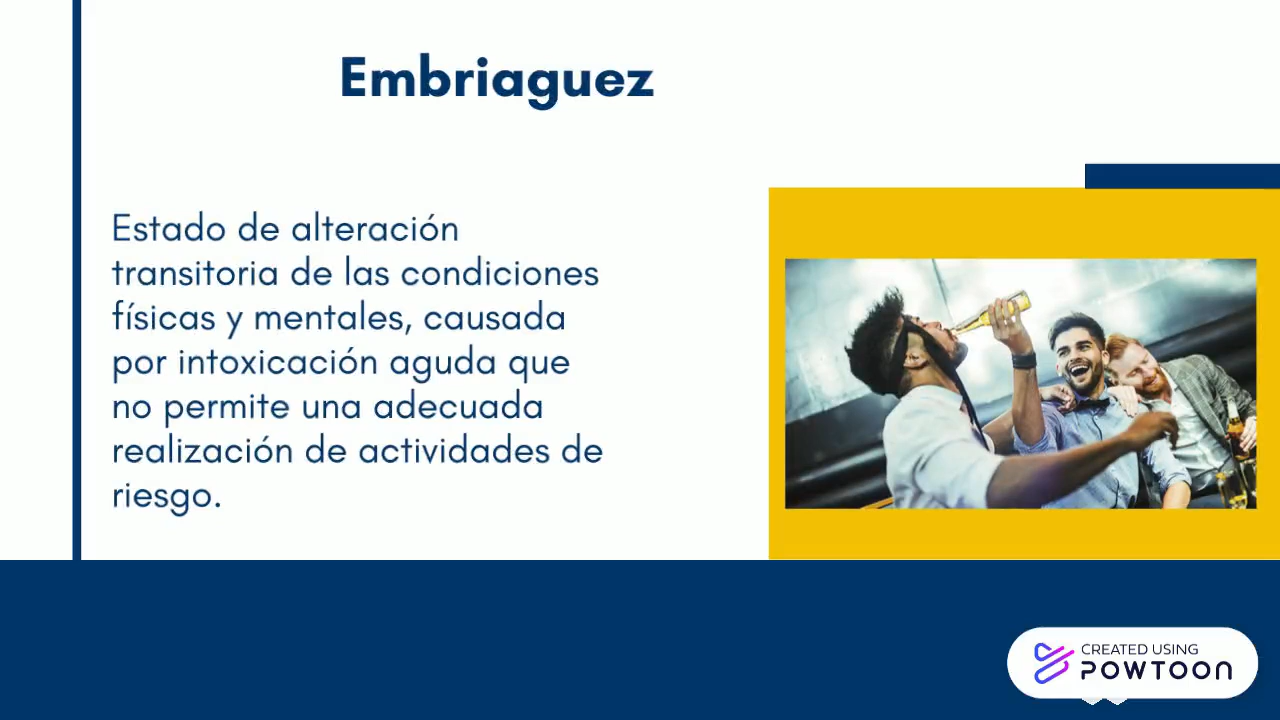 Embriaguez
Estado de alteración
transitoria de las condiciones
físicas y mentales, causada
por intoxicación aguda que
no permite una adecuada
realización de actividades de
riesgo.
CREATED USING
POWTOON